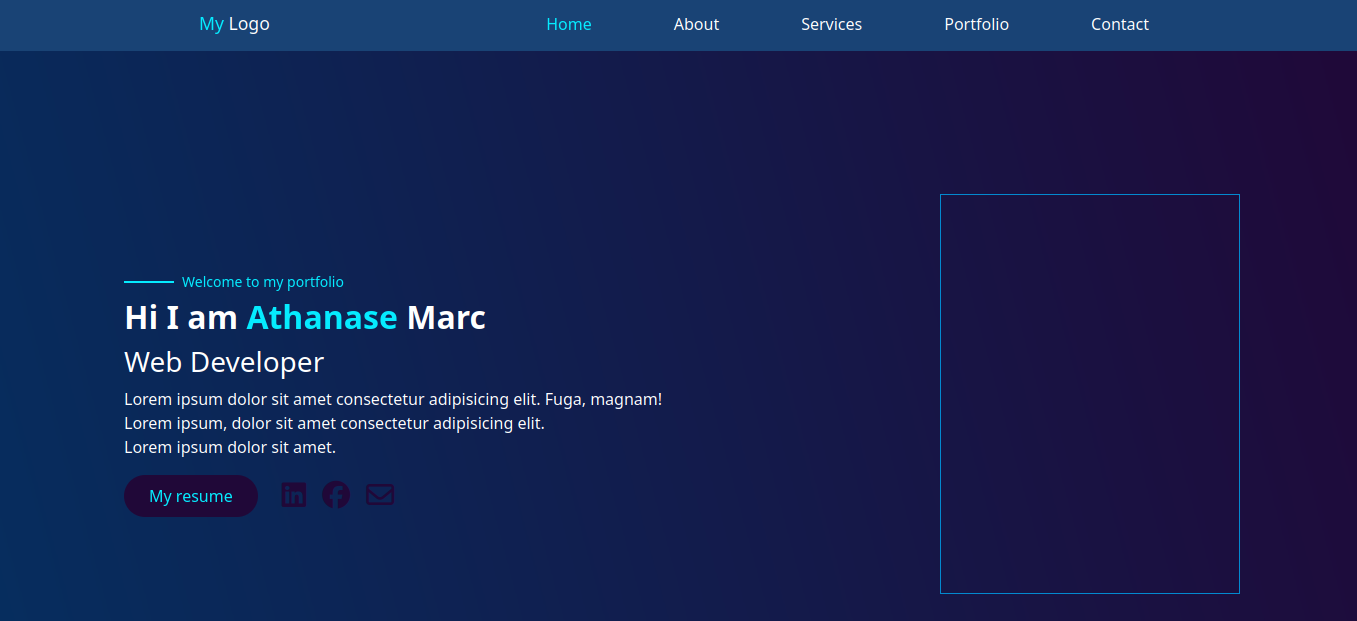 My Logo
Home
About
Services
Portfolio
Contact
Welcome to my portfolio
Hi I am Athanase Marc
Web Developer
Lorem ipsum dolor sit amet consectetur adipisicing elit. Fuga, magnam!
Lorem ipsum, dolor sit amet consectetur adipisicing elit.
Lorem ipsum dolor sit amet.
My resume